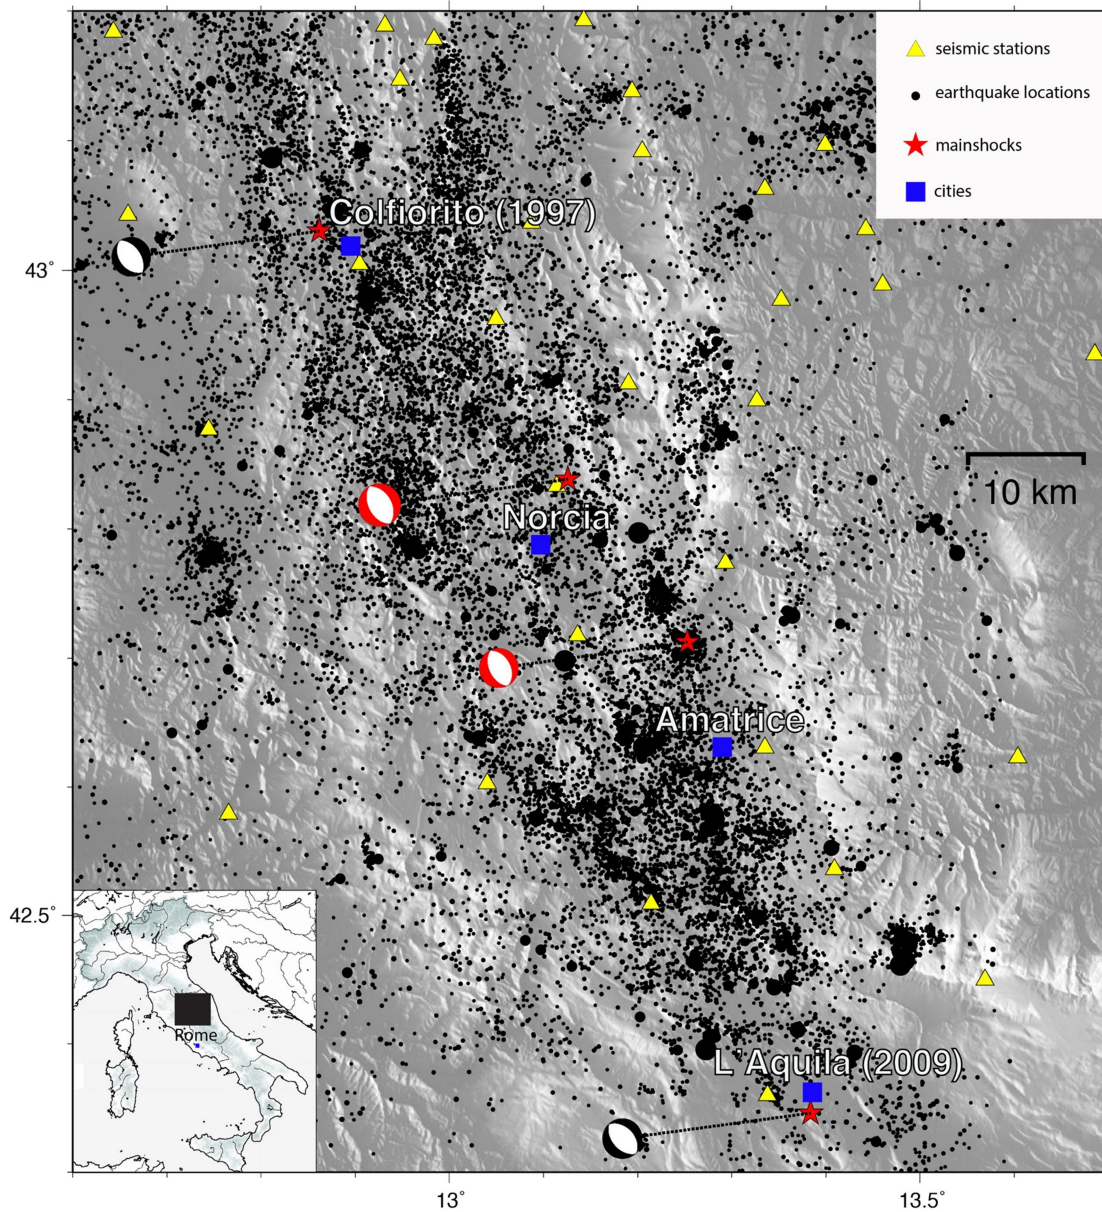 seismic stations
earthquake locations
mainshocks
cities
Colfiorito (1997)
43°
10 km
Norcia
Amatrice
42.5°
Rome
L'Aquila (2009)
13°
13.5°